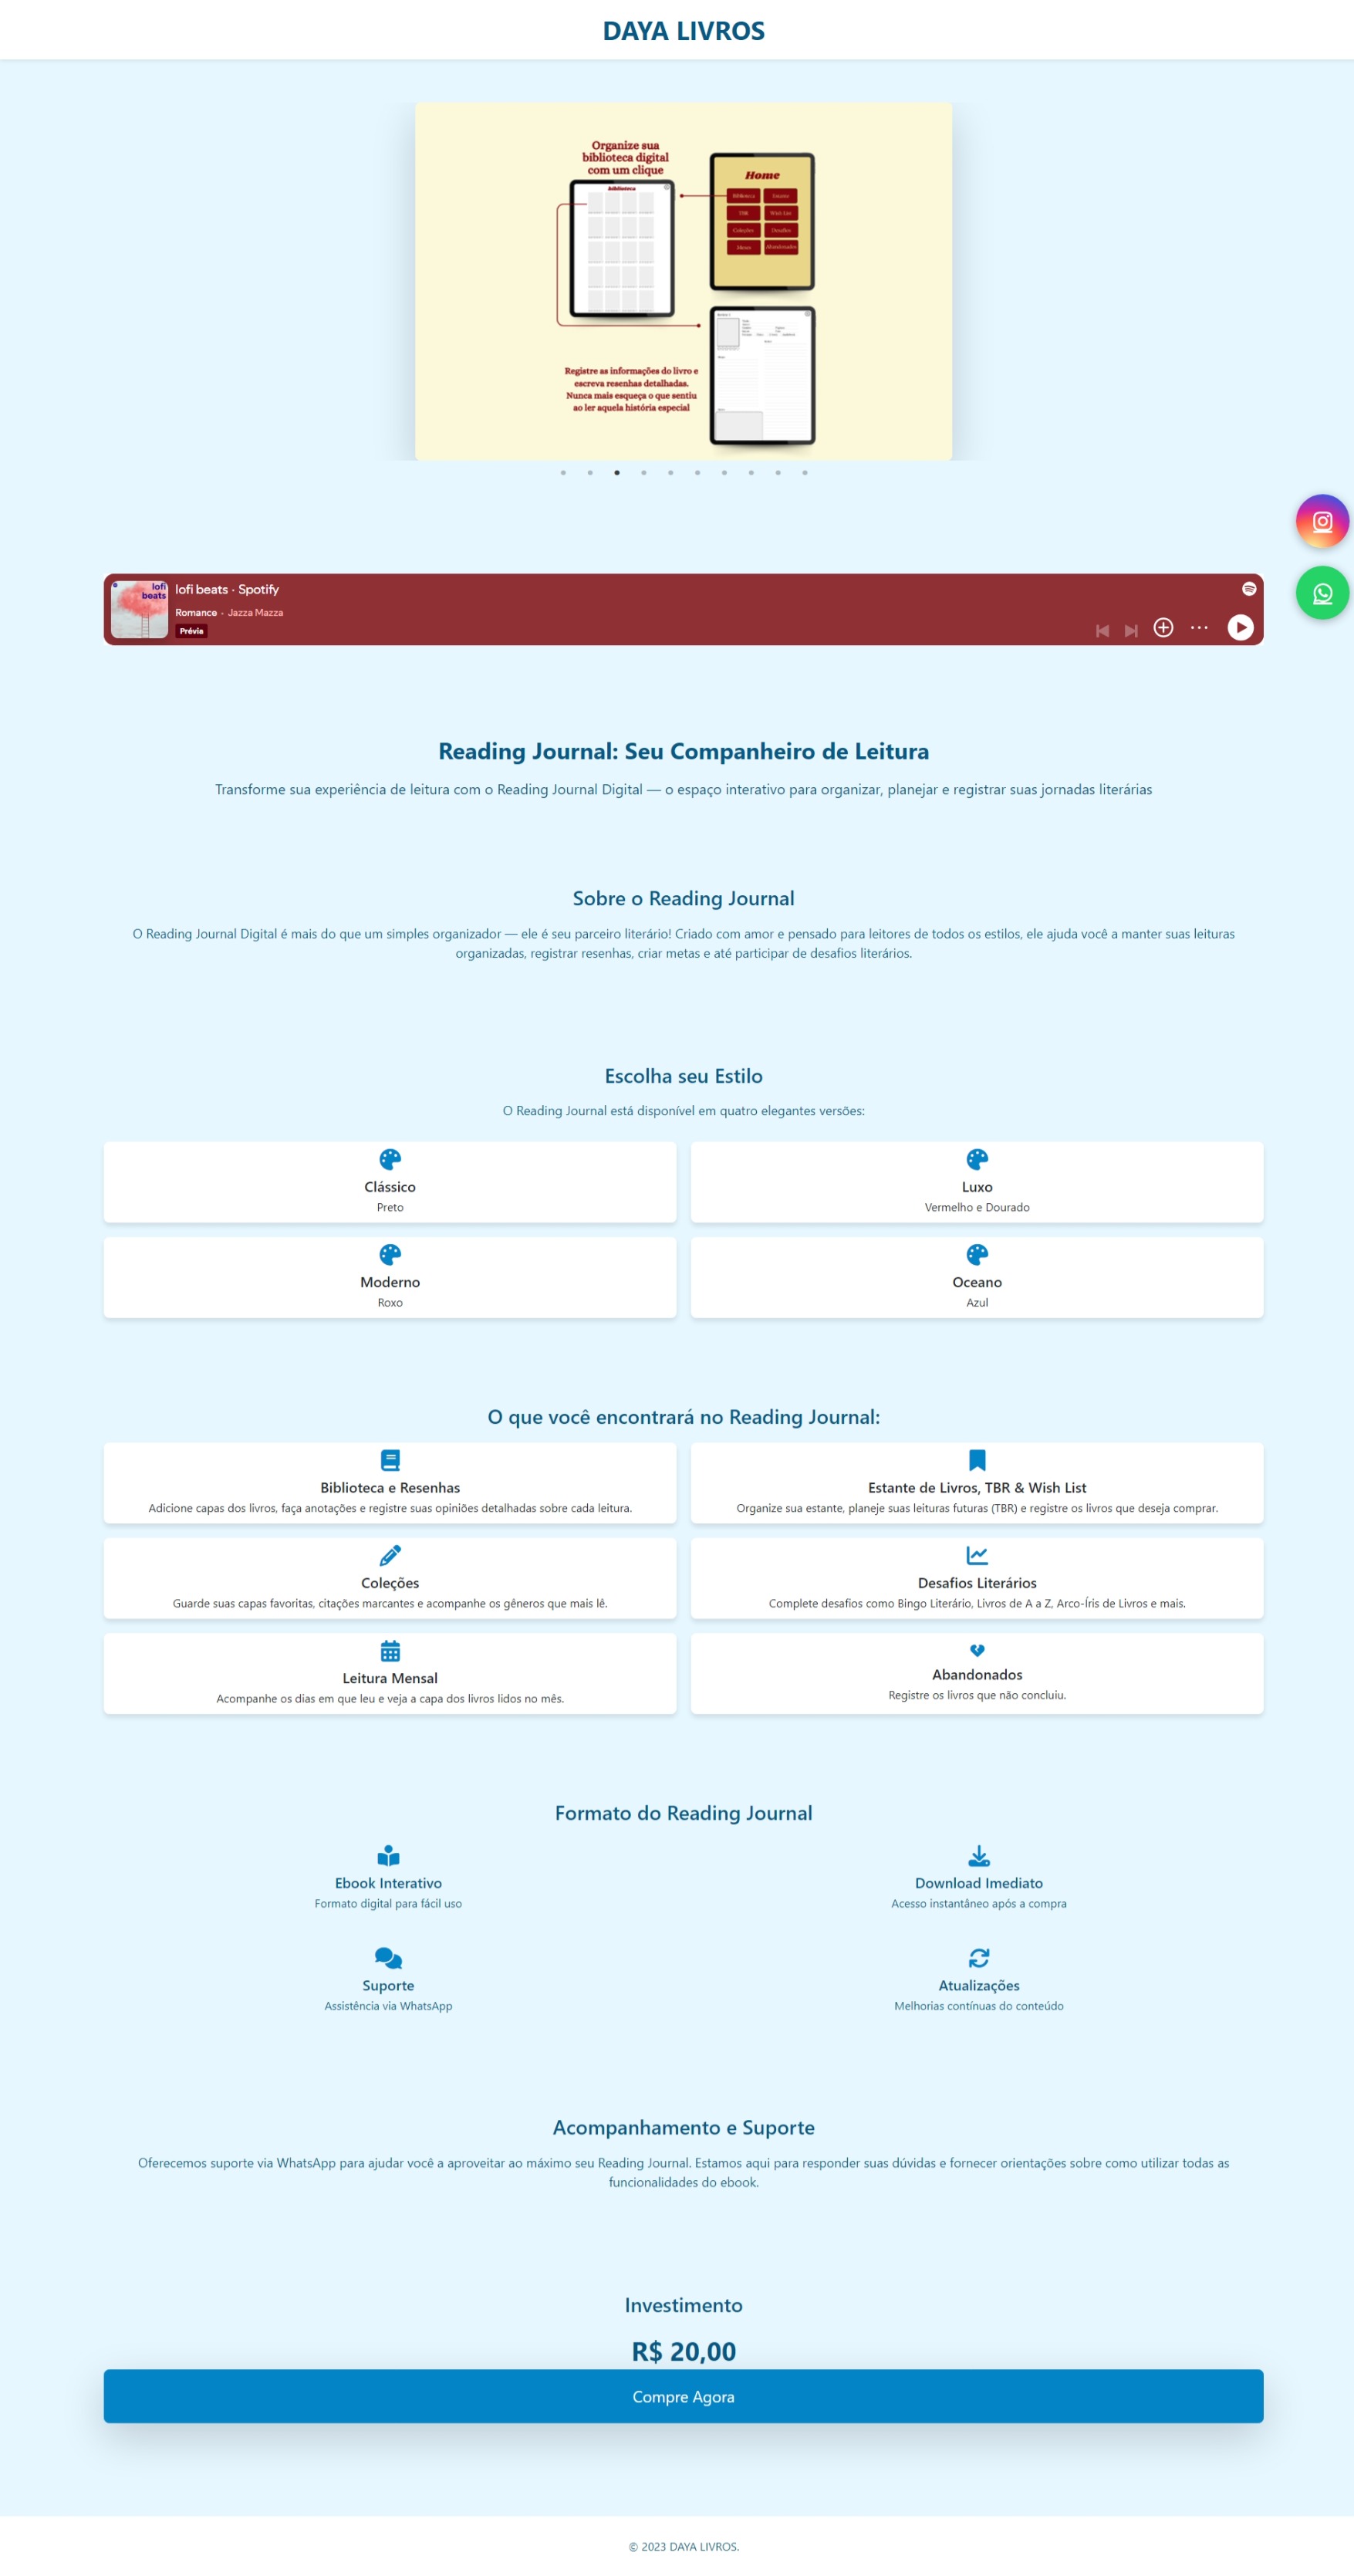 DAYA LIVROS
Organize sua
biblioteca digital
com um clique
biblioteca
Home
Biblioteca
Estante
TBR
Wish List
Coleções
Desafios
Abandonados
Registre as informações do livro e
escreva resenhas detalhadas.
Nunca mais esqueça o que sentiu
ao ler aquela história especial
lofi
beats
lofi beats · Spotify
Romance · Jazza Mazza
Prévia
Reading Journal: Seu Companheiro de Leitura
Transforme sua experiência de leitura com o Reading Journal Digital — o espaço interativo para organizar, planejar e registrar suas jornadas literárias
Sobre o Reading Journal
O Reading Journal Digital é mais do que um simples organizador — ele é seu parceiro literário! Criado com amor e pensado para leitores de todos os estilos, ele ajuda você a manter suas leituras
organizadas, registrar resenhas, criar metas e até participar de desafios literários.
Escolha seu Estilo
O Reading Journal está disponível em quatro elegantes versões:
Clássico
Preto
Luxo
Vermelho e Dourado
Moderno
Roxo
Oceano
Azul
O que você encontrará no Reading Journal:
Biblioteca e Resenhas
Adicione capas dos livros, faça anotações e registre suas opiniões detalhadas sobre cada leitura.
Estante de Livros, TBR & Wish List
Organize sua estante, planeje suas leituras futuras (TBR) e registre os livros que deseja comprar.
Coleções
Guarde suas capas favoritas, citações marcantes e acompanhe os gêneros que mais lê.
Desafios Literários
Complete desafios como Bingo Literário, Livros de A a Z, Arco-Íris de Livros e mais.
Leitura Mensal
Acompanhe os dias em que leu e veja a capa dos livros lidos no mês.
Abandonados
Registre os livros que não concluiu.
Formato do Reading Journal
Ebook Interativo
Formato digital para fácil uso
Download Imediato
Acesso instantâneo após a compra
Suporte
Assistência via WhatsApp
Atualizações
Melhorias contínuas do conteúdo
Acompanhamento e Suporte
Oferecemos suporte via WhatsApp para ajudar você a aproveitar ao máximo seu Reading Journal. Estamos aqui para responder suas dúvidas e fornecer orientações sobre como utilizar todas as
funcionalidades do ebook.
Investimento
R$ 20,00
Compre Agora
© 2023 DAYA LIVROS.